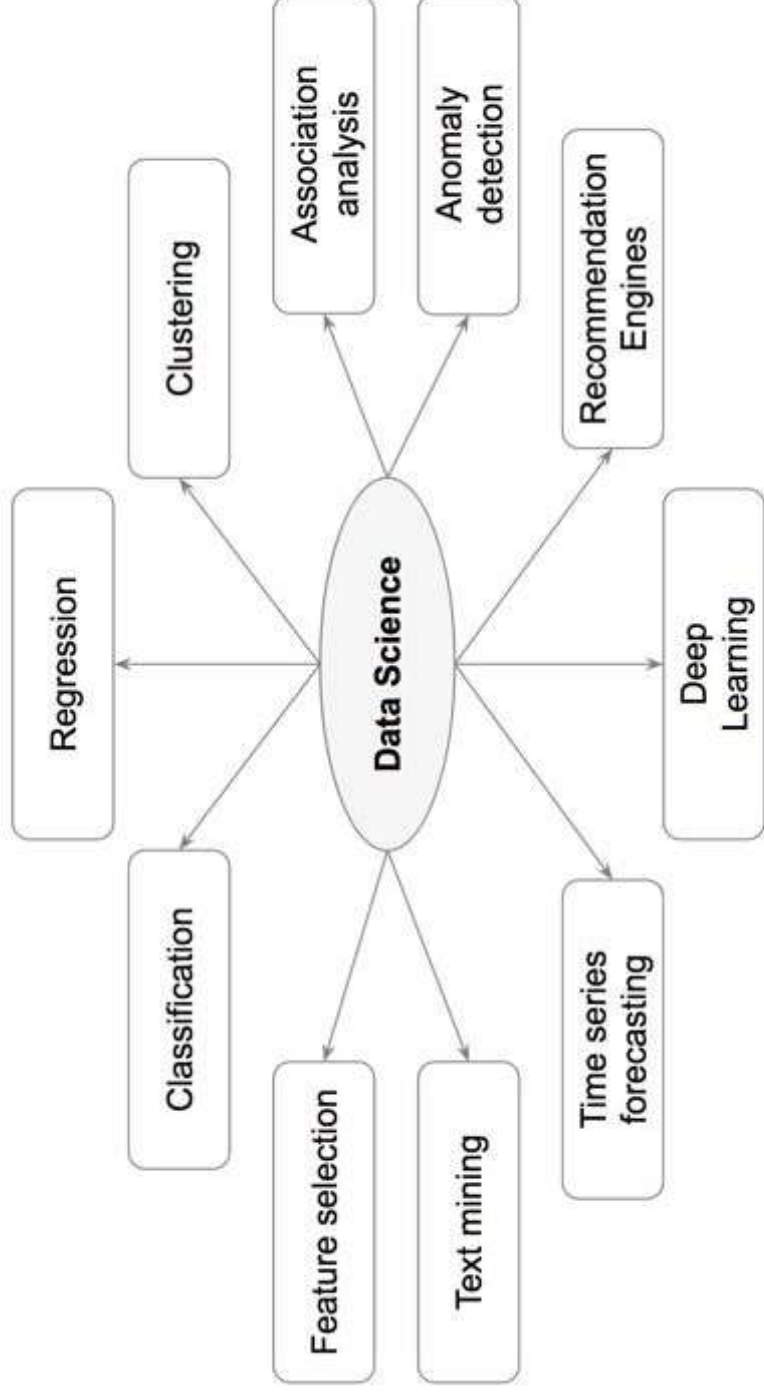 Regression
Classification
Clustering
Feature selection
Association
analysis
Data Science
Text mining
Anomaly
detection
Time series
forecasting
Recommendation
Engines
Deep
Learning